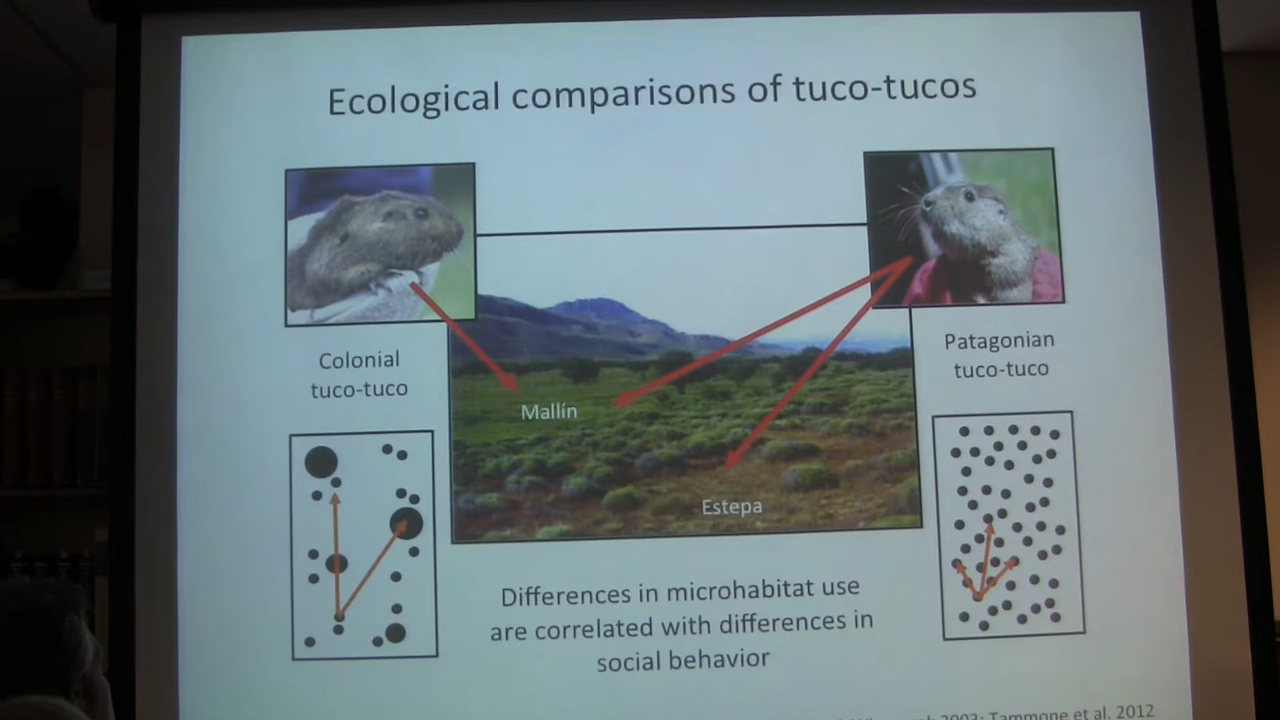 Ecological comparisons of tuco-tucos
Colonial
tuco-tuco
Patagonian
tuco-tuco
Mallín
Estepa
Differences in microhabitat use
are correlated with differences in
social behavior
2003; Tammone et al. 2012